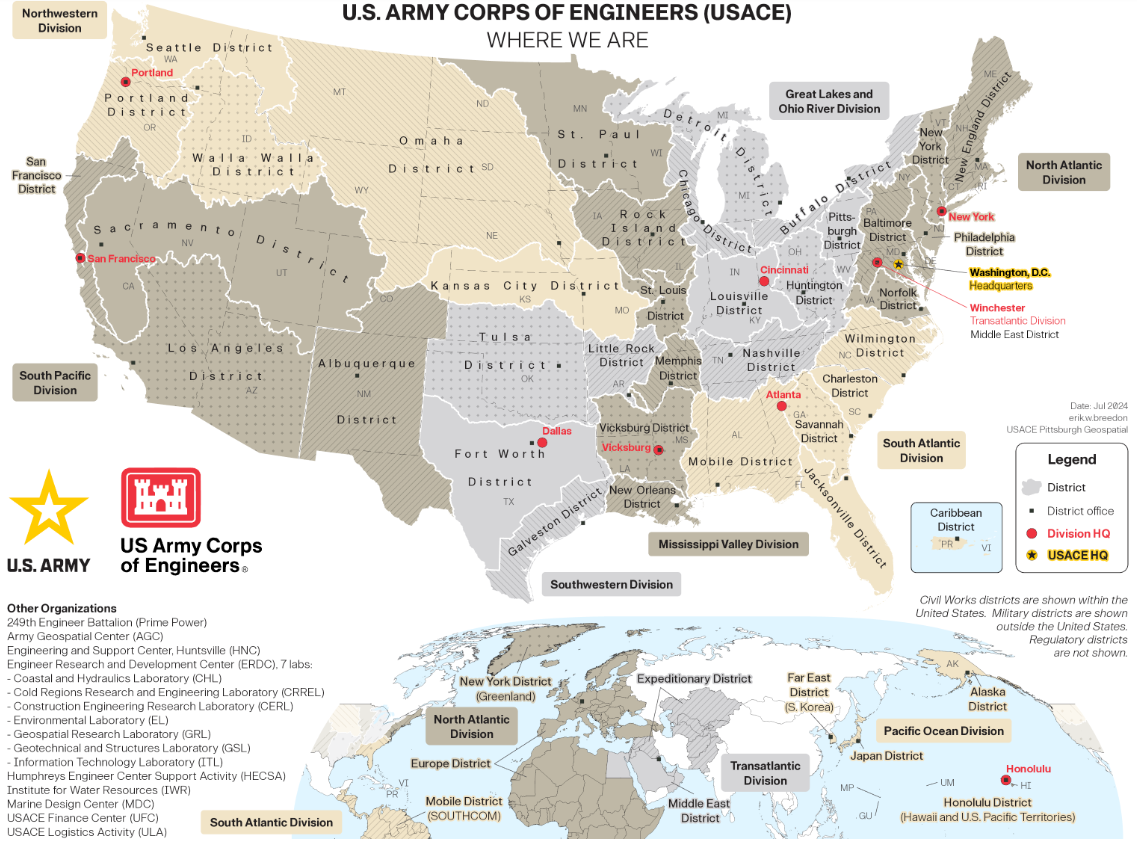 U.S. ARMY CORPS OF ENGINEERS (USACE)
WHERE WE ARE
Northwestern
Division
Seattle District
WA
Portland
Portland
District
OR
ID
Walla Walla
District
MT
ND
Omaha
District
SD
WY
NE
MN
St. Paul
District
WI
Detroit District
MI
MI
Great Lakes and
Ohio River Division
ME
VT
NH
New England District
MA
CT
RI
New
York
District
NY
North Atlantic
Division
San
Francisco
District
Sacramento District
NV
UT
CA
San Francisco
CO
IA
Rock
Island
District
IL
Chicago District
Buffalo District
Pitts-
burgh
District
PA
Baltimore
District
MD
NJ
DE
New York
Philadelphia
District
Washington, D.C.
Headquarters
Winchester
Transatlantic Division
Middle East District
Kansas City District
KS
MO
St. Louis
District
IN
OH
Cincinnati
Louisville
District
KY
Huntington
District
WV
VA
Norfolk
District
South Pacific
Division
Los Angeles
District
AZ
Albuquerque
NM
District
Tulsa
District
OK
Little Rock
District
AR
Memphis
District
TN
Nashville
District
Wilmington
NC District
Charleston
District
SC
Atlanta
GA
Savannah
District
Dallas
Fort Worth
District
TX
Vicksburg District
Vicksburg
MS
LA
AL
Mobile District
FL
Jacksonville District
New Orleans
District
Galveston District
South Atlantic
Division
Mississippi Valley Division
Southwestern Division
Date: Jul 2024
erik.w.breedon
USACE Pittsburgh Geospatial
Legend
District
District office
Division HQ
USACE HQ
Caribbean
District
PR
VI
U.S. ARMY
US Army Corps
of Engineers®
Civil Works districts are shown within the
United States. Military districts are shown
outside the United States.
Regulatory districts
are not shown.
Other Organizations
249th Engineer Battalion (Prime Power)
Army Geospatial Center (AGC)
Engineering and Support Center, Huntsville (HNC)
Engineer Research and Development Center (ERDC), 7 labs:
- Coastal and Hydraulics Laboratory (CHL)
- Cold Regions Research and Engineering Laboratory (CRREL)
- Construction Engineering Research Laboratory (CERL)
- Environmental Laboratory (EL)
- Geospatial Research Laboratory (GRL)
- Geotechnical and Structures Laboratory (GSL)
- Information Technology Laboratory (ITL)
Humphreys Engineer Center Support Activity (HECSA)
Institute for Water Resources (IWR)
Marine Design Center (MDC)
USACE Finance Center (UFC)
USACE Logistics Activity (ULA)
New York District
(Greenland)
North Atlantic
Division
Europe District
VI
PR
Mobile District
(SOUTHCOM)
South Atlantic Division
Expeditionary District
Transatlantic
Division
Middle East
District
Far East
District
(S. Korea)
AK
Alaska
District
Pacific Ocean Division
Japan District
Honolulu
HI
UM
MP
GU
Honolulu District
(Hawaii and U.S. Pacific Territories)